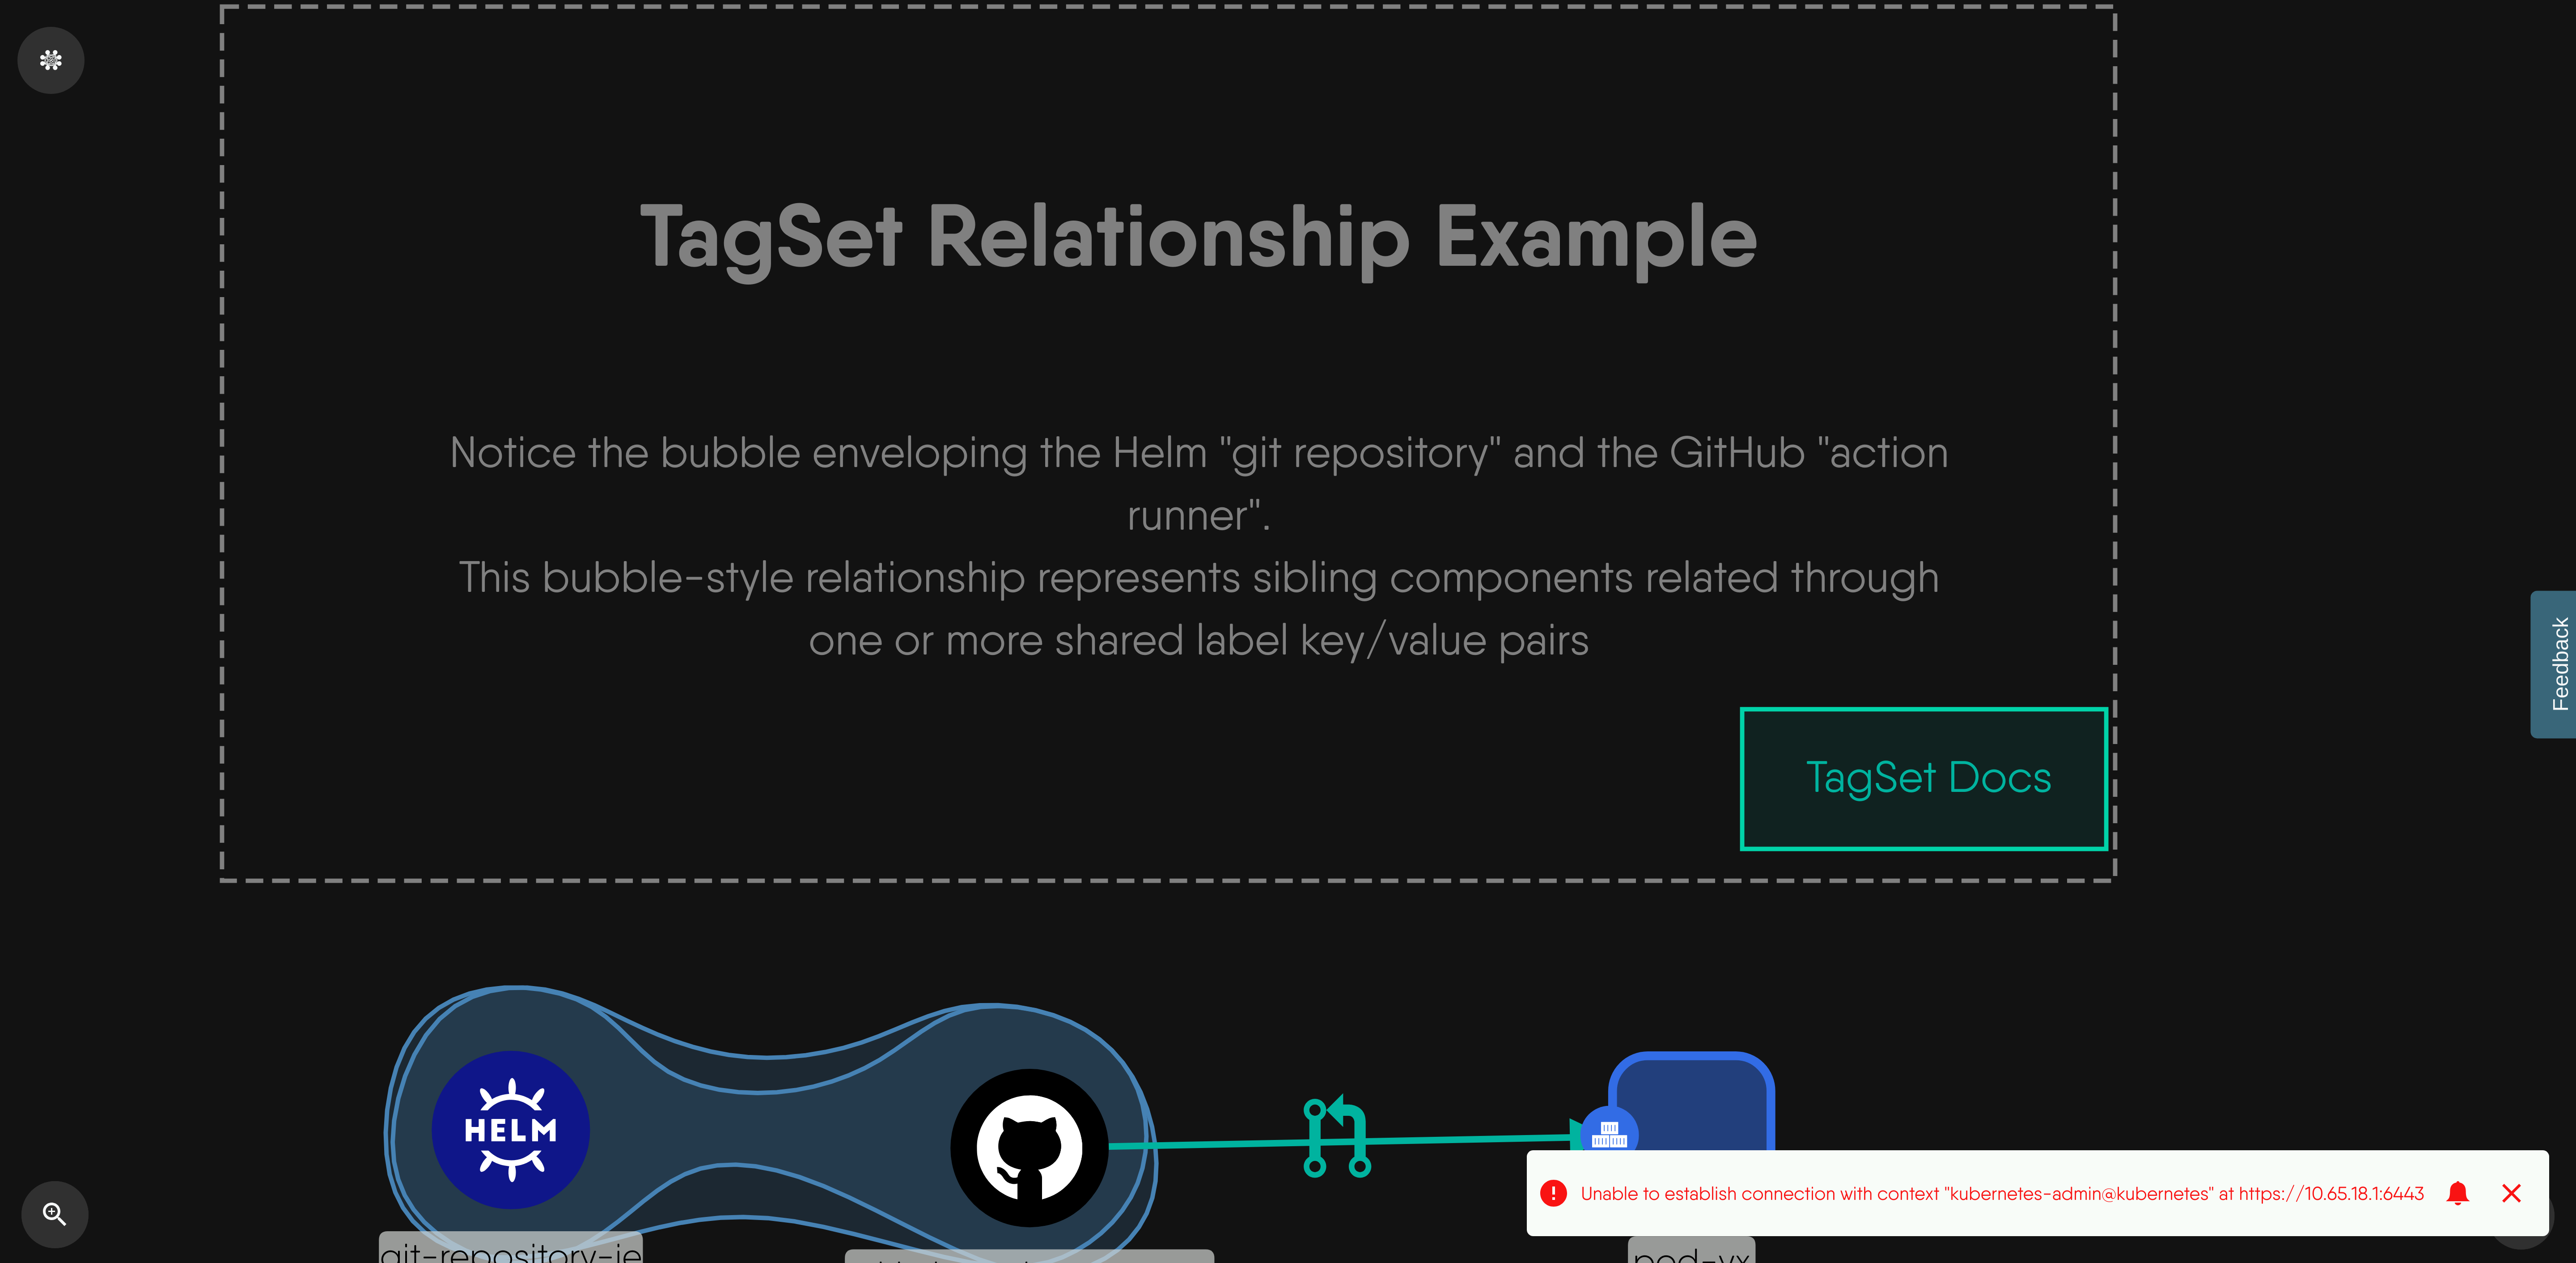 TagSet Relationship Example
Notice the bubble enveloping the Helm "git repository" and the GitHub "action
runner".
This bubble-style relationship represents sibling components related through
one or more shared label key/value pairs
Feedback
TagSet Docs
HELM
Unable to establish connection with context "kubernetes-admin@kubernetes" at https://10.65.18.1:6443
git-repository-ie
pod-vx